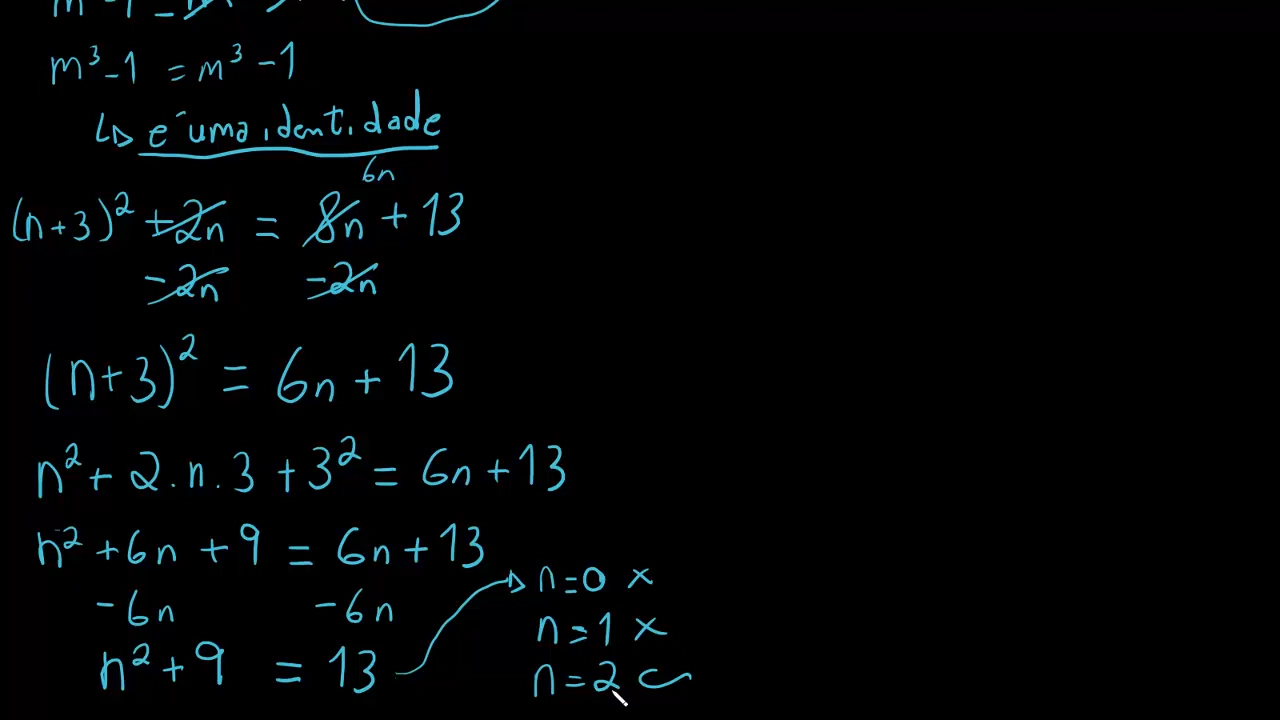 m³-1 = m³-1
↳ é uma identidade
6n
(n+3)² +2n = 8n + 13
-2n -2n
(n+3)² = 6n + 13
n² + 2.n.3 + 3² = 6n + 13
n² + 6n + 9 = 6n + 13
n=0 x
-6n -6n
n=1 x
n² + 9 = 13
n=2